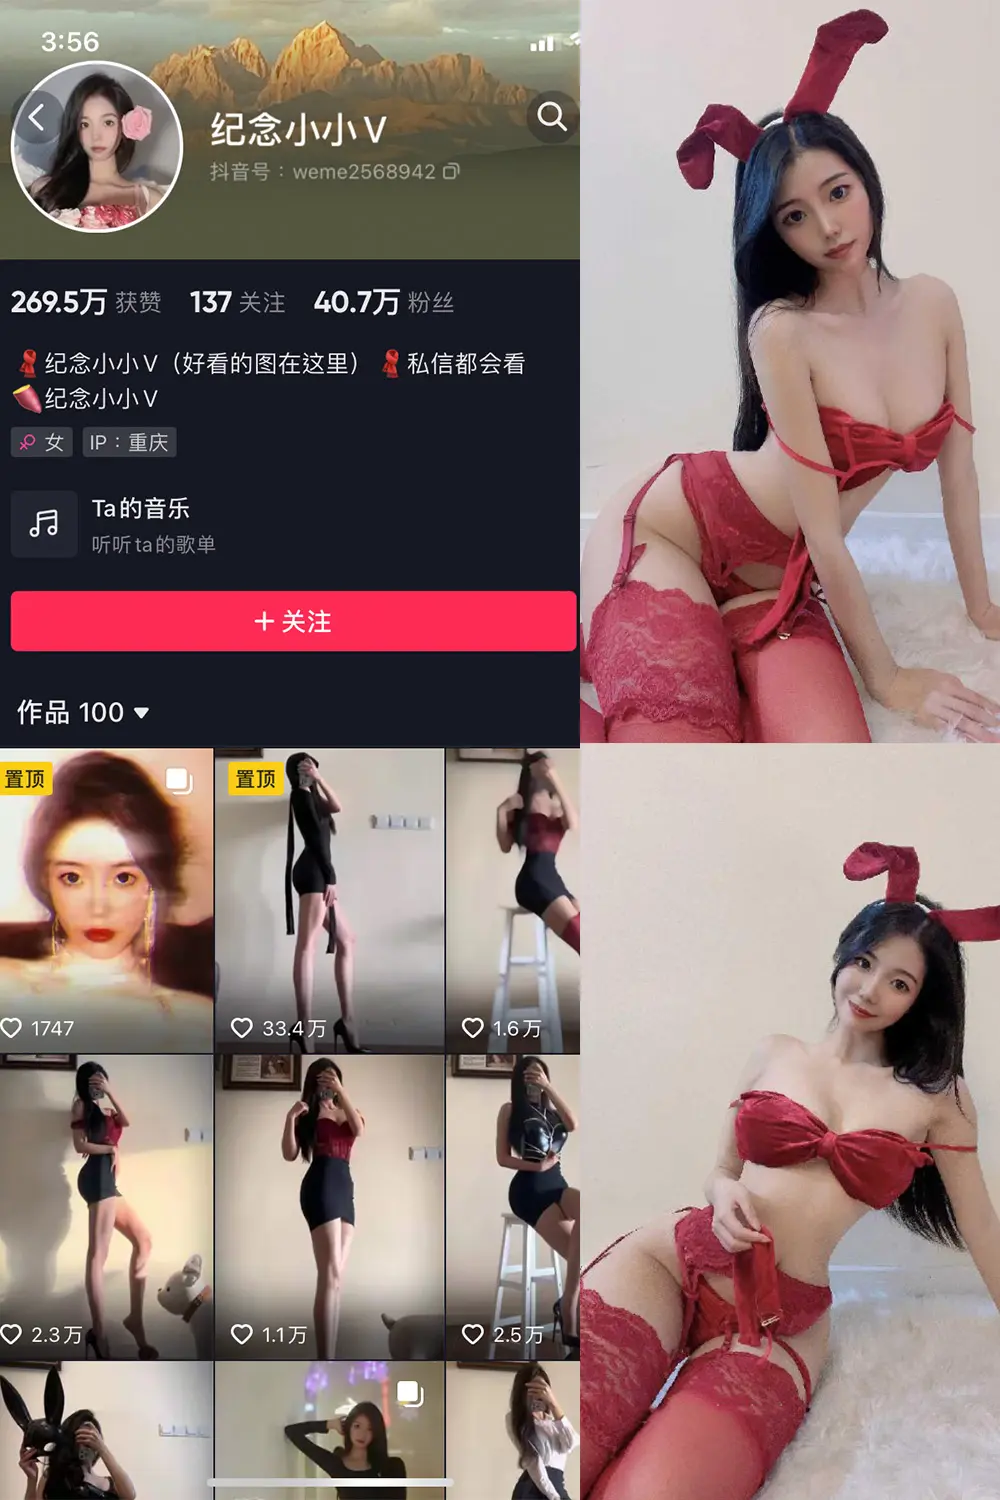 3:56
纪念小小V
抖音号：weme2568942
269.5万 获赞 137 关注 40.7万 粉丝
纪念小小V（好看的图在这里） 私信都会看
纪念小小V
女 IP：重庆
Ta的音乐
听听ta的歌单
+ 关注
作品 100
置顶 置顶
1747 33.4万 1.6万
2.3万 1.1万 2.5万